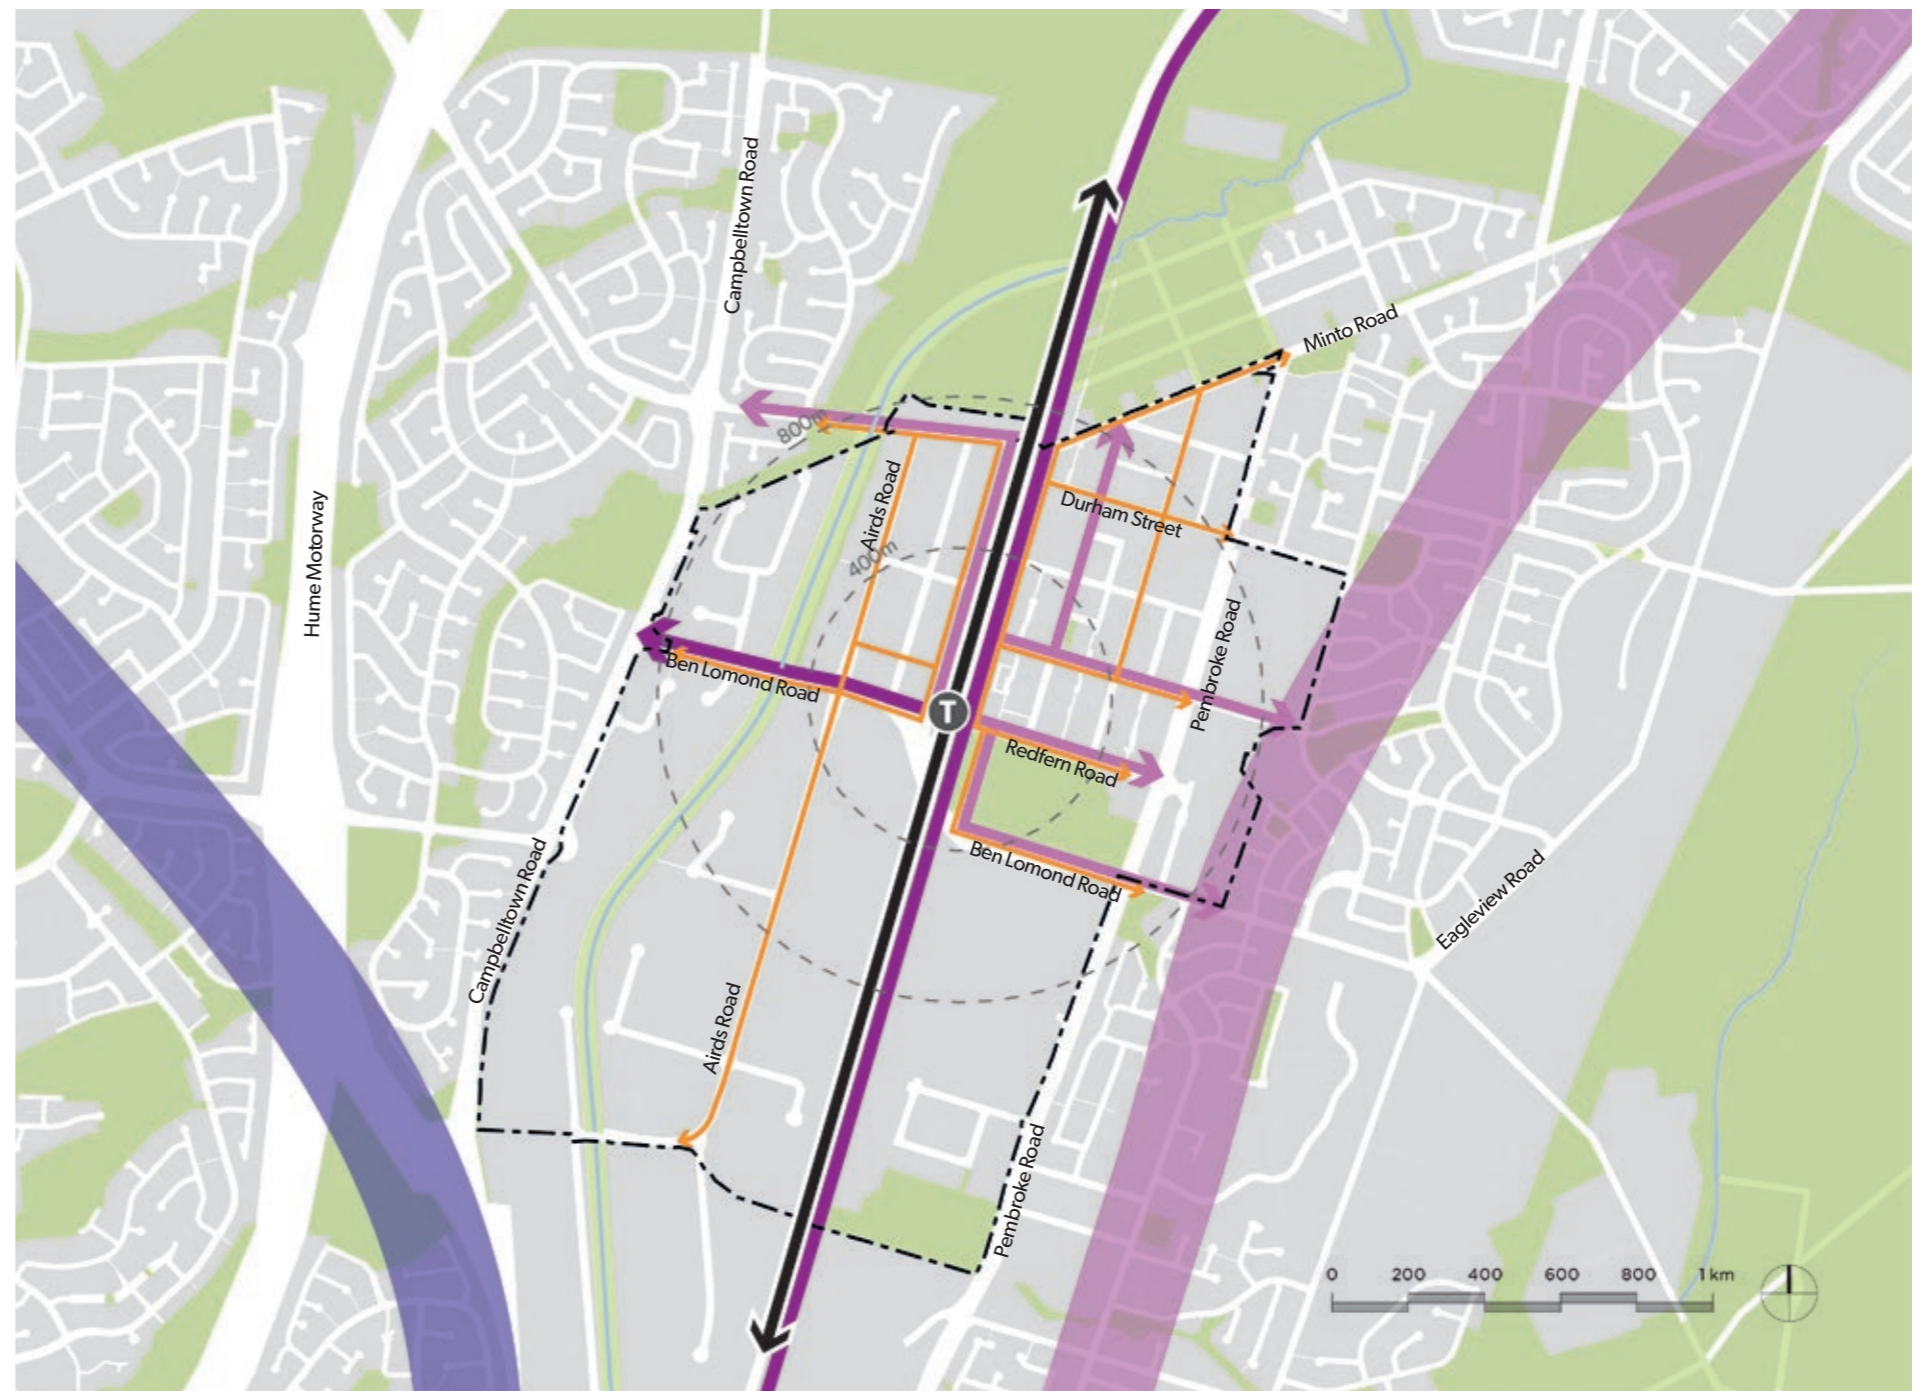 Campbelltown Road
Minto Road
800m
Airds Road
Durham Street
400m
Hume Motorway
Pembroke Road
Ben Lomond Road
T
Redfern Road
Ben Lomond Road
Campbelltown Road
Eagleview Road
Airds Road
Pembroke Road
0 200 400 600 800 1 km